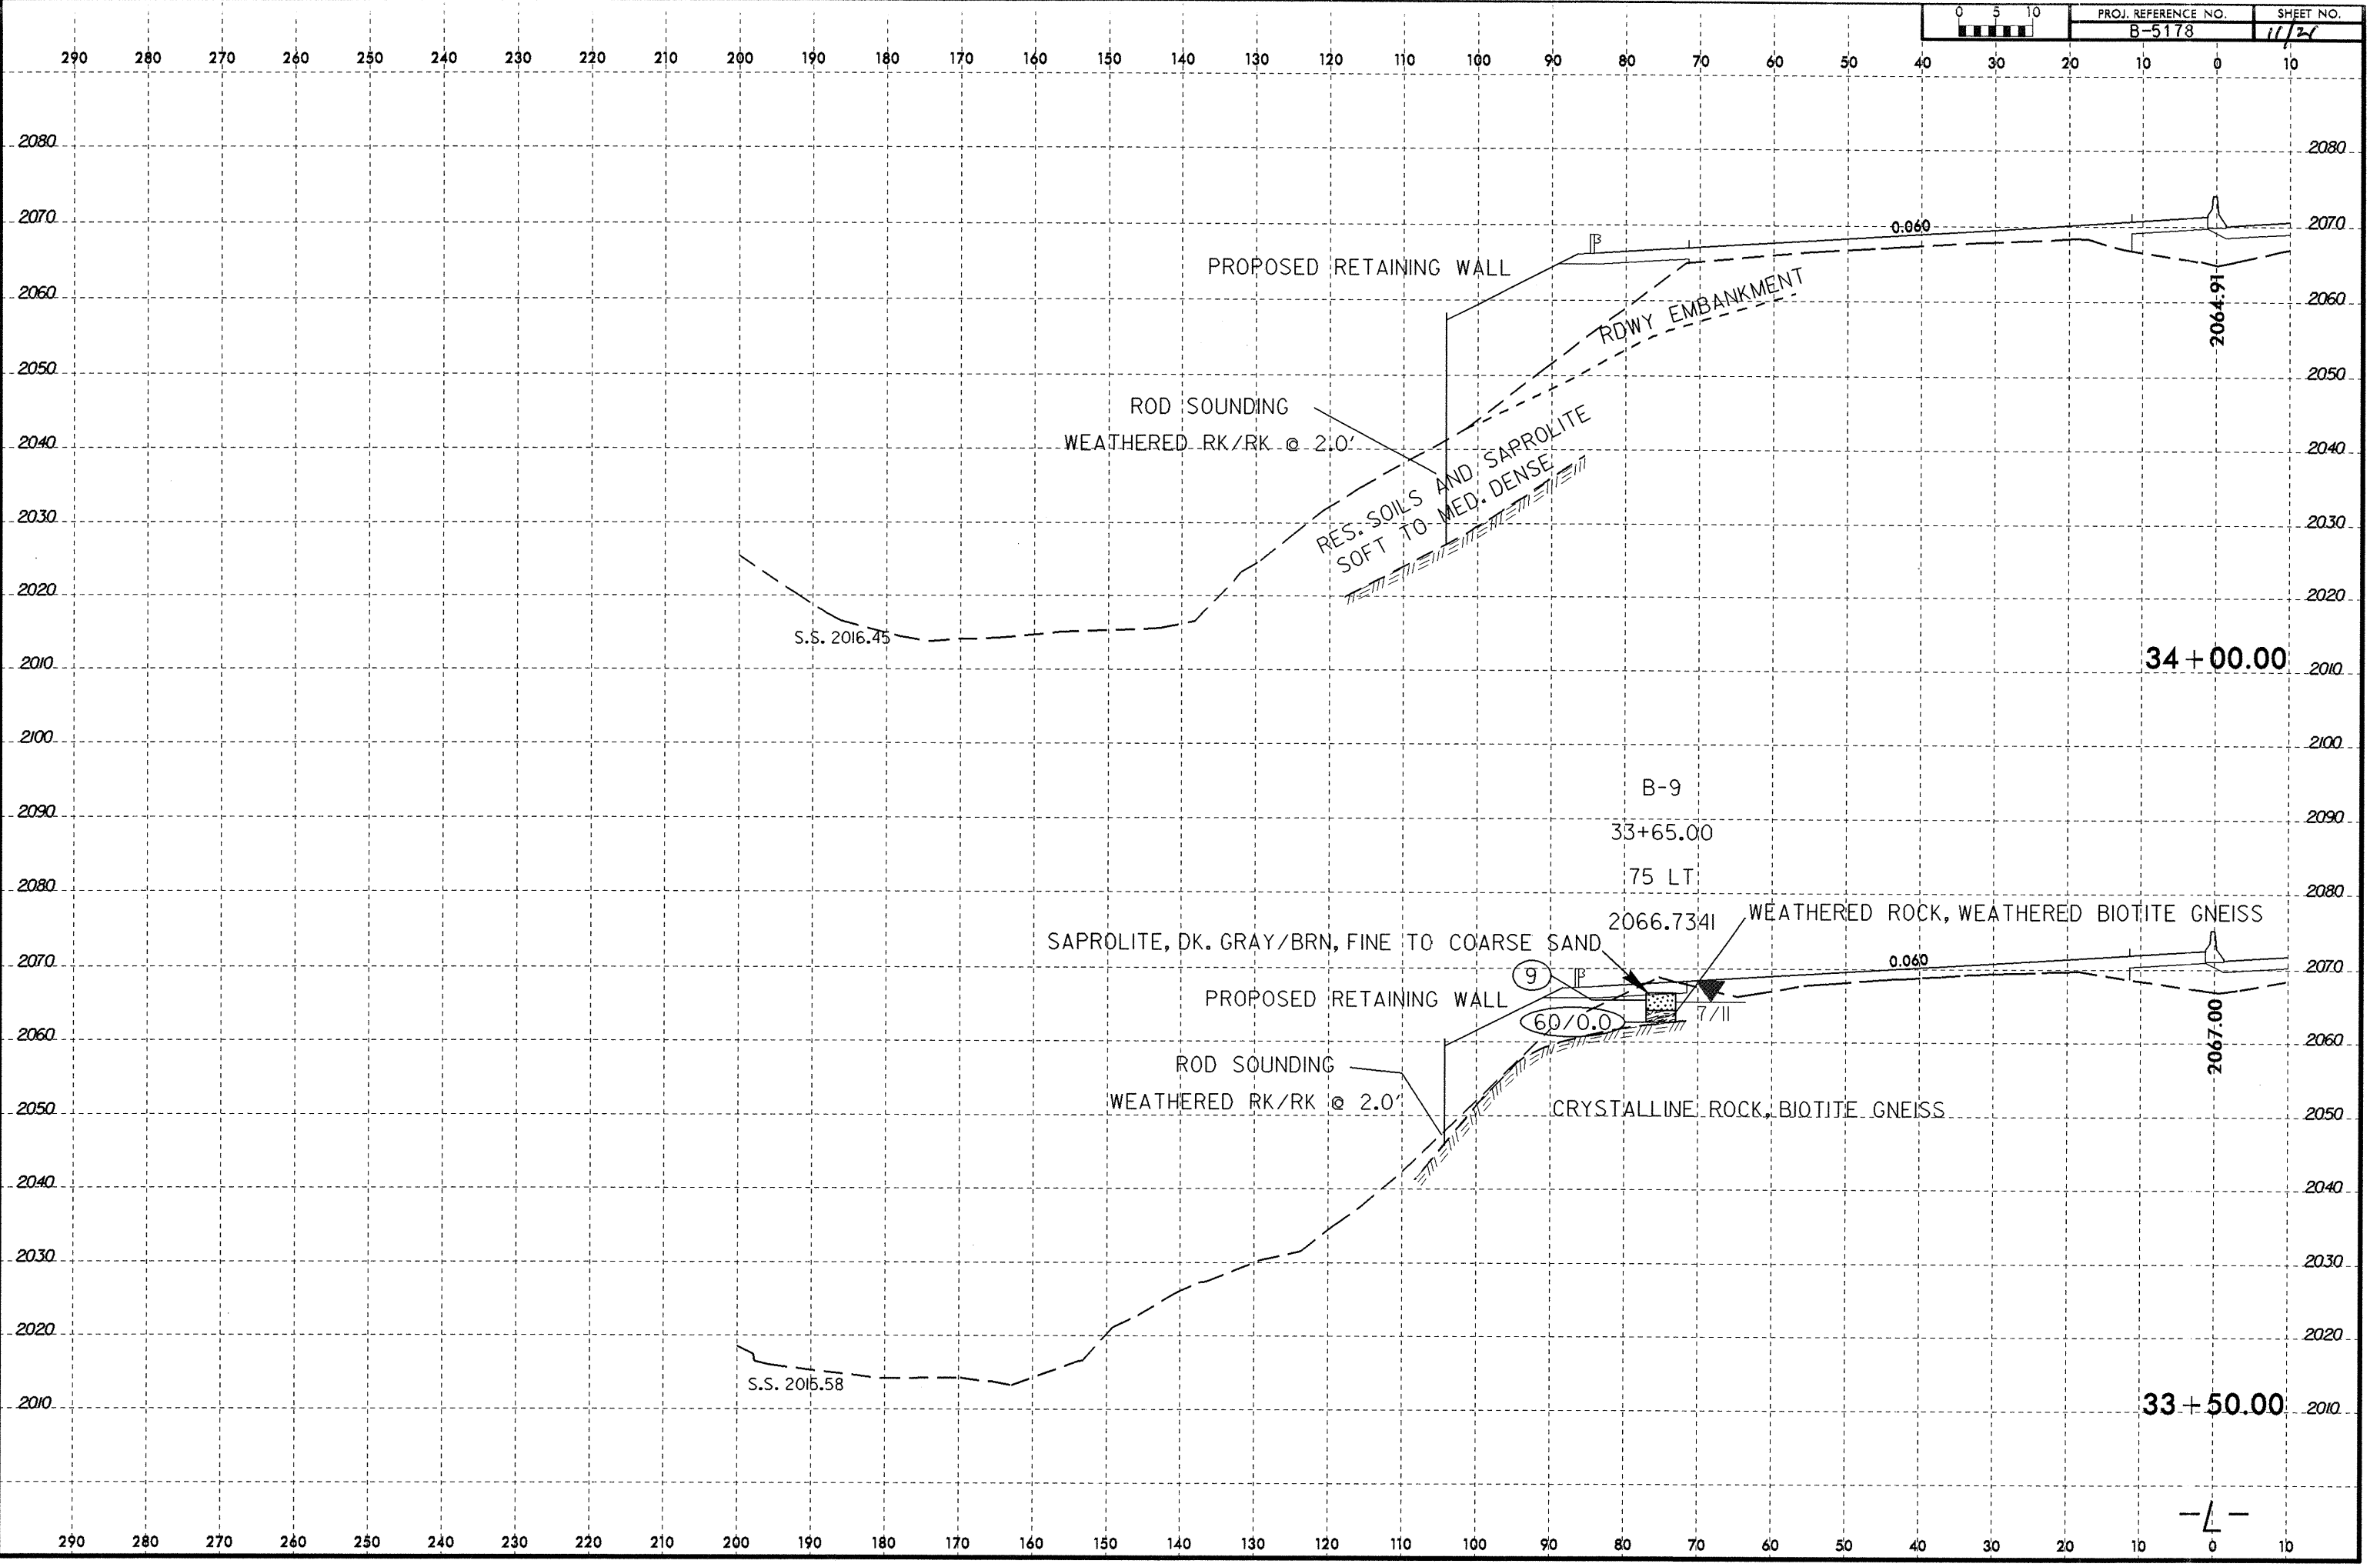 0 5 10
PROJ. REFERENCE NO.
SHEET NO.
B-5178
11/21
290 280 270 260 250 240 230 220 210 200 190 180 170 160 150 140 130 120 110 100 90 80 70 60 50 40 30 20 10 0 10
2080 2080
2070 2070
0.060
PROPOSED RETAINING WALL
2060 2060
RDWY EMBANKMENT
2064.91
2050 2050
ROD SOUNDING
WEATHERED RK/RK @ 2.0'
2040 2040
RES. SOILS AND SAPROLITE
SOFT TO MED. DENSE
2030 2030
2020 2020
S.S. 2016.45
2010 2010
34+00.00
2100 2100
B-9
2090 2090
33+65.00
75 LT
2080 2080
2066.7341
WEATHERED ROCK, WEATHERED BIOTITE GNEISS
SAPROLITE, DK. GRAY/BRN, FINE TO COARSE SAND
2070 2070
0.060
9
PROPOSED RETAINING WALL
7/11
60/0.0
2060 2060
2067.00
ROD SOUNDING
WEATHERED RK/RK @ 2.0'
2050 2050
CRYSTALLINE ROCK, BIOTITE GNEISS
2040 2040
2030 2030
2020 2020
S.S. 2015.58
2010 2010
33+50.00
-L-
290 280 270 260 250 240 230 220 210 200 190 180 170 160 150 140 130 120 110 100 90 80 70 60 50 40 30 20 10 0 10